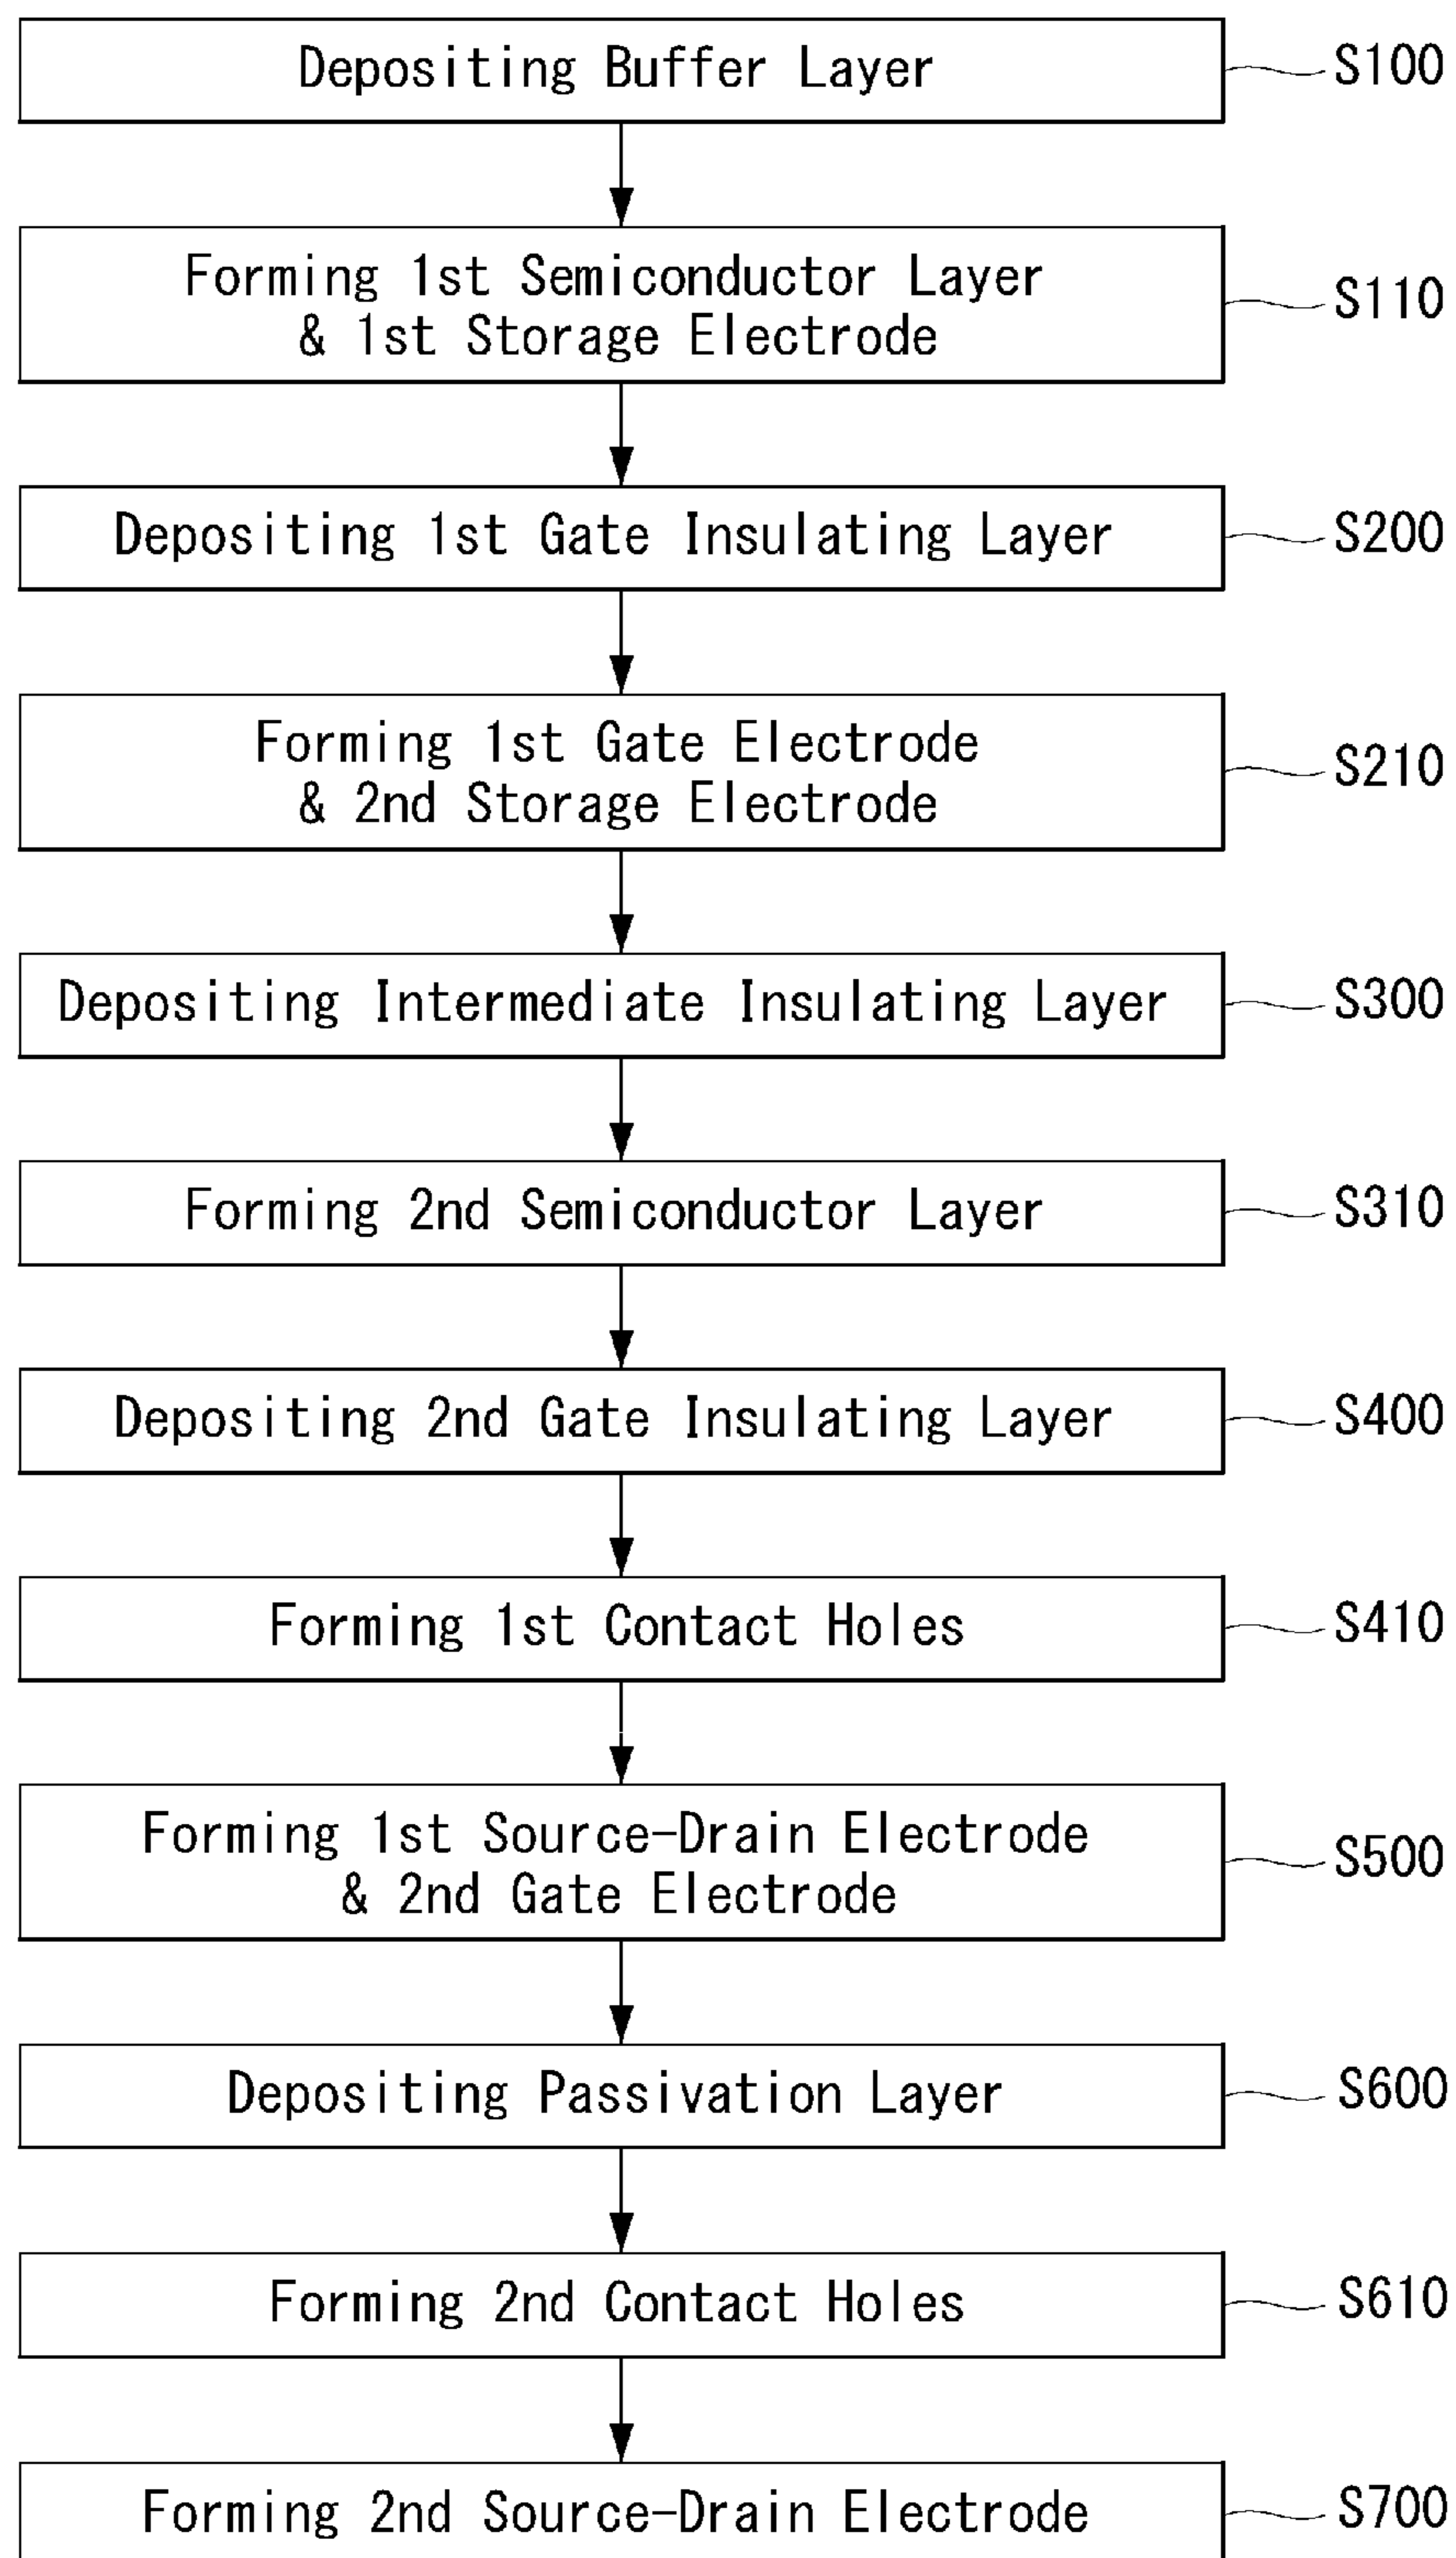 Depositing Buffer Layer
S100
Forming 1st Semiconductor Layer
& 1st Storage Electrode
S110
Depositing 1st Gate Insulating Layer
S200
Forming 1st Gate Electrode
& 2nd Storage Electrode
S210
Depositing Intermediate Insulating Layer
S300
Forming 2nd Semiconductor Layer
S310
Depositing 2nd Gate Insulating Layer
S400
Forming 1st Contact Holes
S410
Forming 1st Source-Drain Electrode
& 2nd Gate Electrode
S500
Depositing Passivation Layer
S600
Forming 2nd Contact Holes
S610
Forming 2nd Source-Drain Electrode
S700